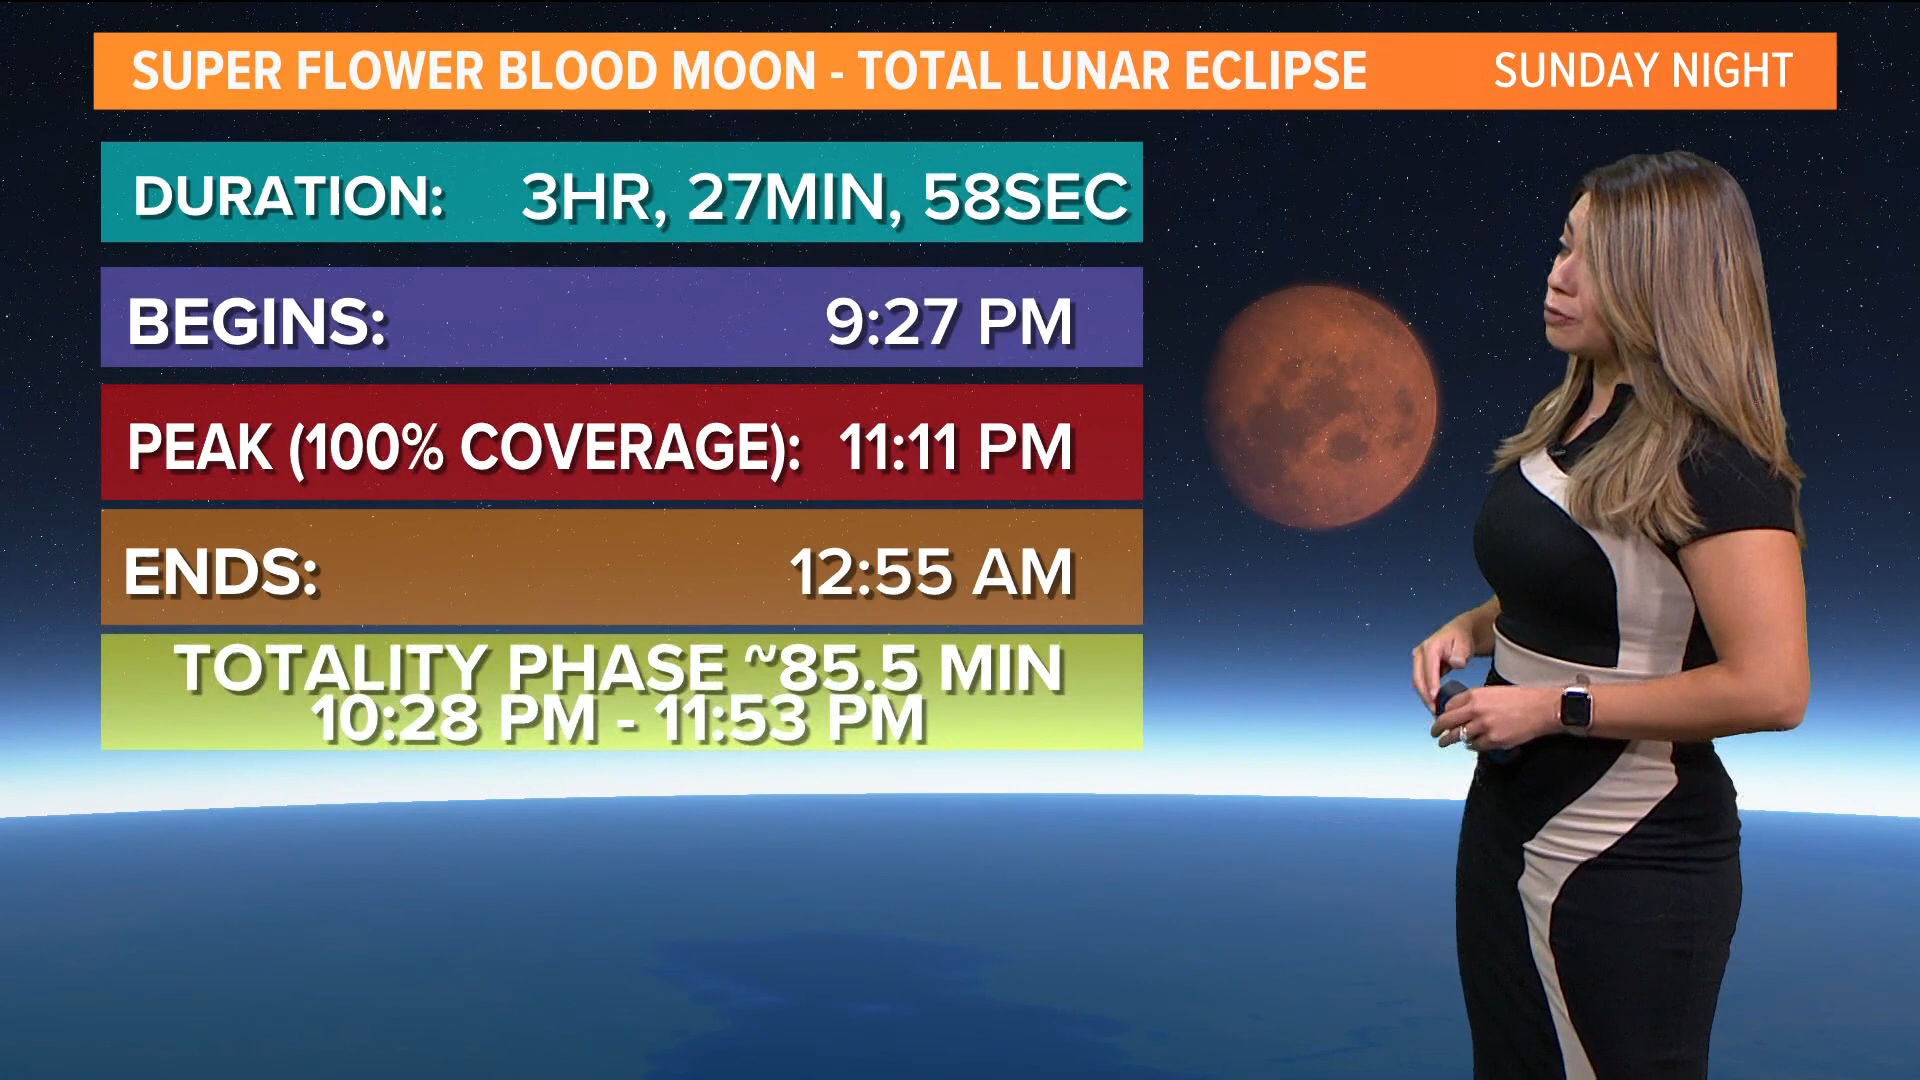 SUPER FLOWER BLOOD MOON - TOTAL LUNAR ECLIPSE SUNDAY NIGHT
DURATION: 3HR, 27MIN, 58SEC
BEGINS: 9:27 PM
PEAK (100% COVERAGE): 11:11 PM
ENDS: 12:55 AM
TOTALITY PHASE ~85.5 MIN
10:28 PM - 11:53 PM